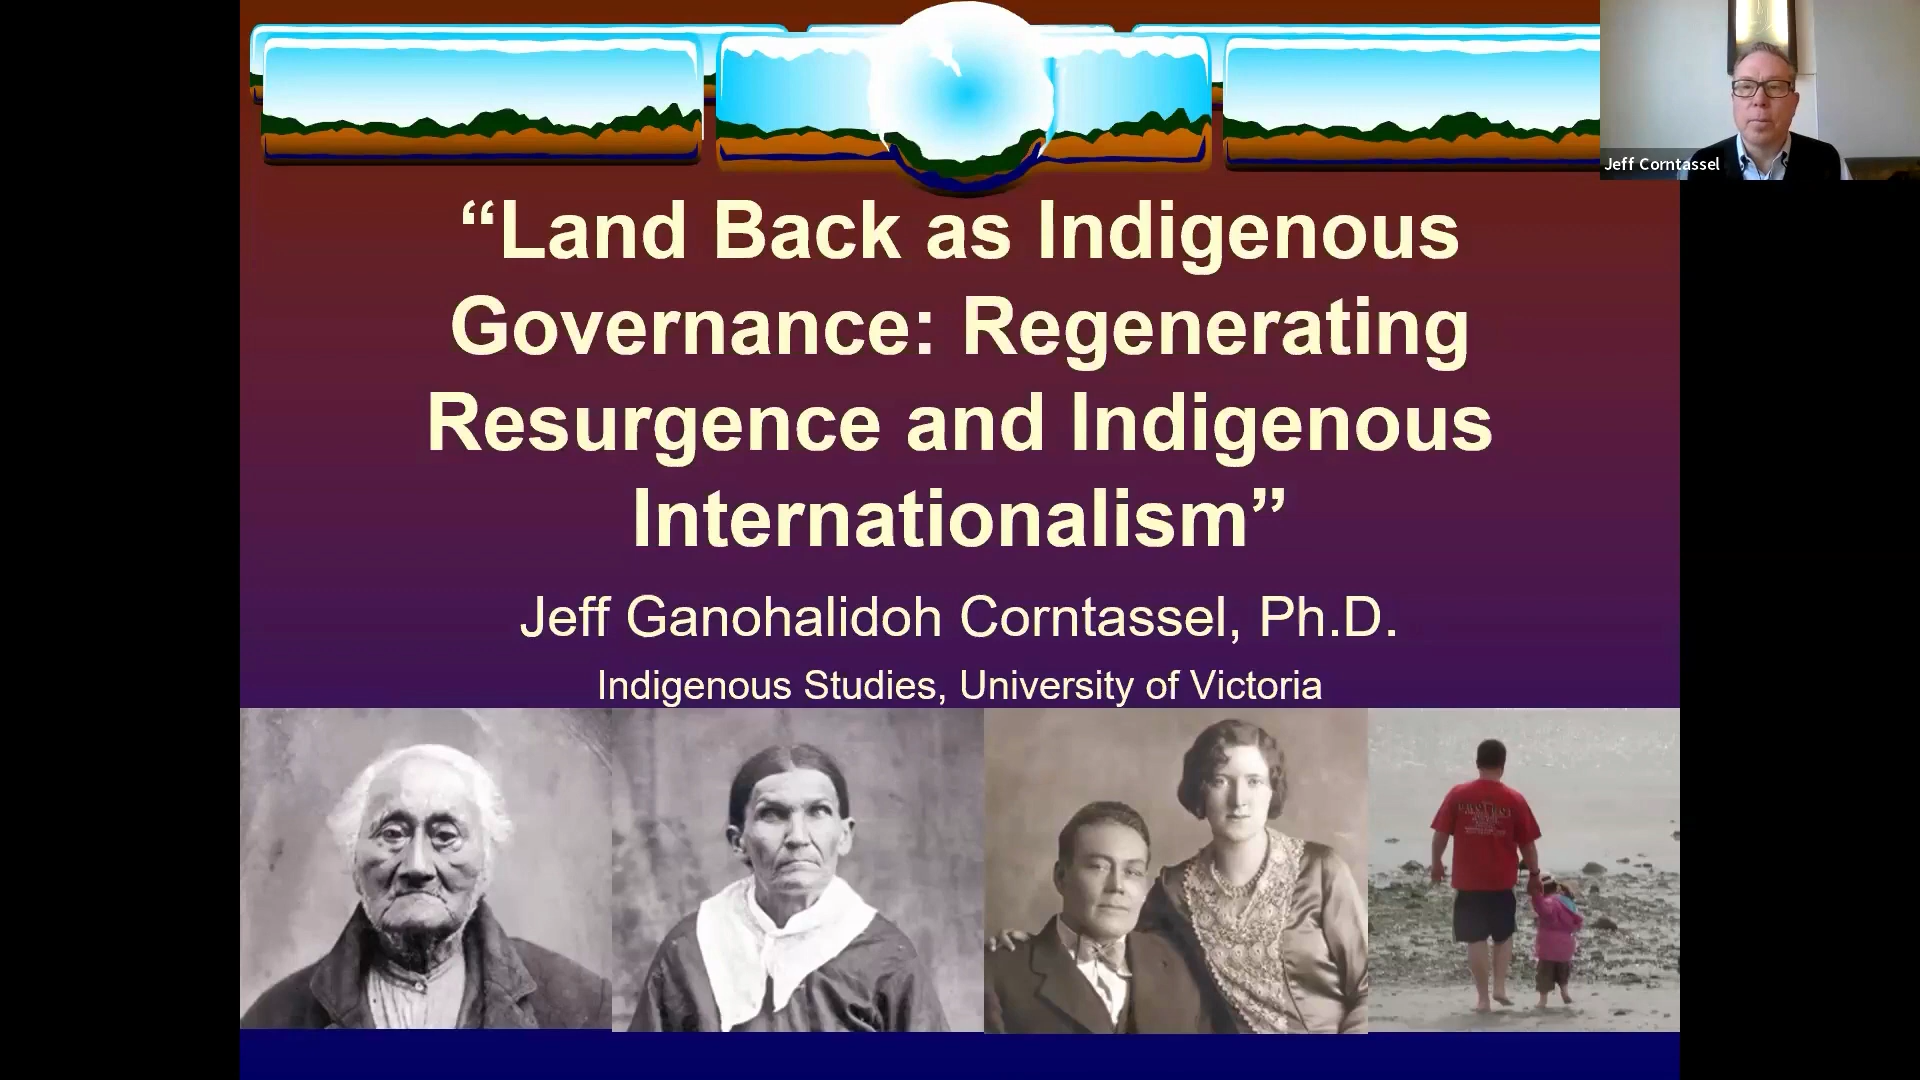 Jeff Corntassel
“Land Back as Indigenous
Governance: Regenerating
Resurgence and Indigenous
Internationalism”
Jeff Ganohalidoh Corntassel, Ph.D.
Indigenous Studies, University of Victoria